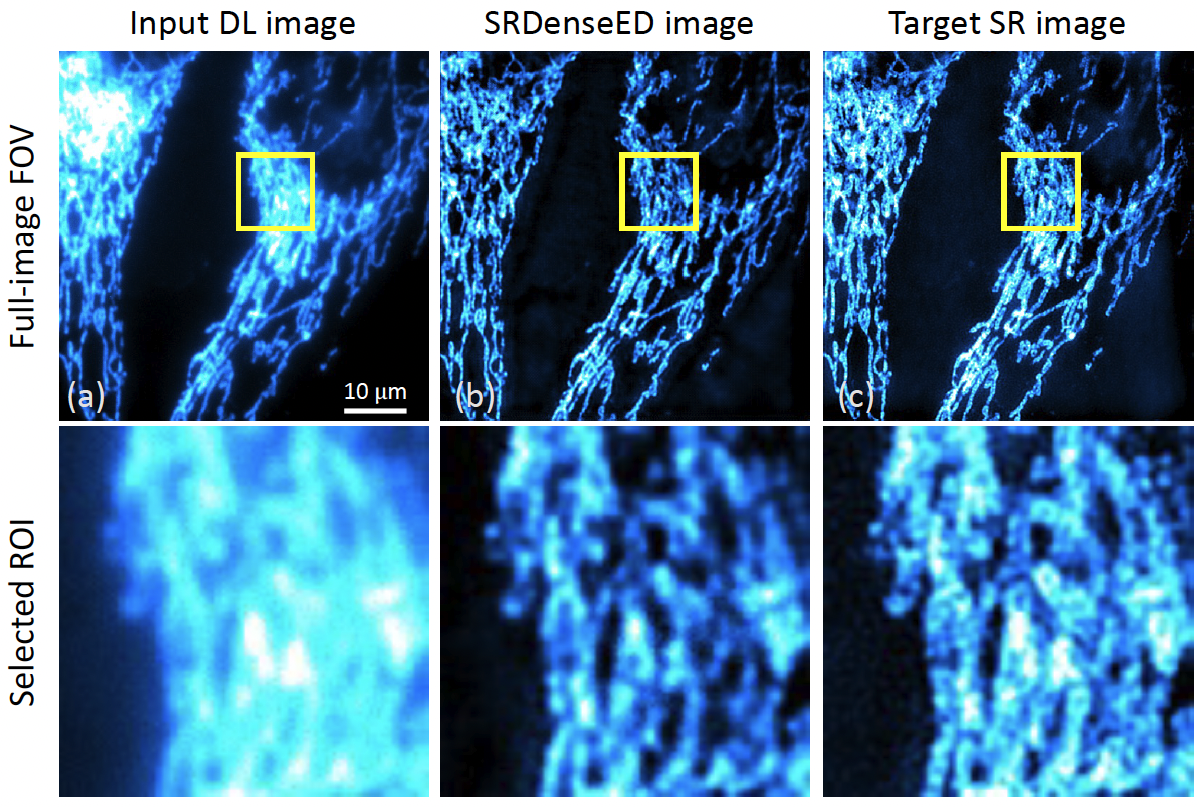 Input DL image
SRDenseED image
Target SR image
Full-image FOV
(a)
10 μm
(b)
(c)
Selected ROI